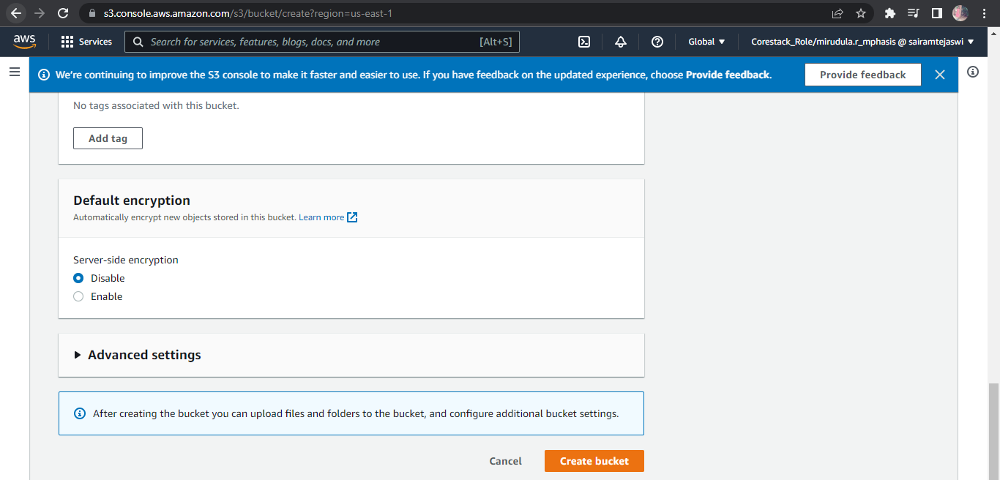 s3.console.aws.amazon.com/s3/bucket/create?region=us-east-1
aws Services Search for services, features, blogs, docs, and more [Alt+S] Global ▼ Corestack_Role/mirudula.r_mphasis @ sairamtejaswi ▼
We're continuing to improve the S3 console to make it faster and easier to use. If you have feedback on the updated experience, choose Provide feedback. Provide feedback
No tags associated with this bucket.
Add tag
Default encryption
Automatically encrypt new objects stored in this bucket. Learn more
Server-side encryption
Disable
Enable
Advanced settings
After creating the bucket you can upload files and folders to the bucket, and configure additional bucket settings.
Cancel Create bucket